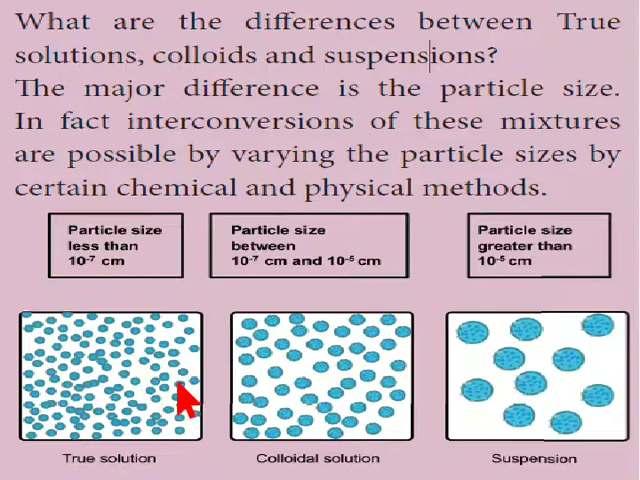 What are the differences between True
solutions, colloids and suspensions?
The major difference is the particle size.
In fact interconversions of these mixtures
are possible by varying the particle sizes by
certain chemical and physical methods.
Particle size
less than
10⁻⁷ cm
Particle size
between
10⁻⁷ cm and 10⁻⁵ cm
Particle size
greater than
10⁻⁵ cm
True solution
Colloidal solution
Suspension